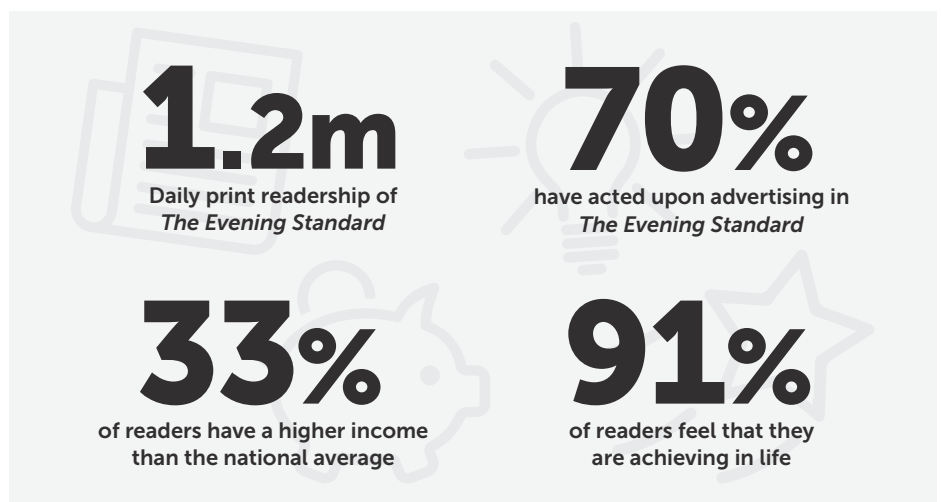 1.2m
Daily print readership of
The Evening Standard
70%
have acted upon advertising in
The Evening Standard
33%
of readers have a higher income
than the national average
91%
of readers feel that they
are achieving in life